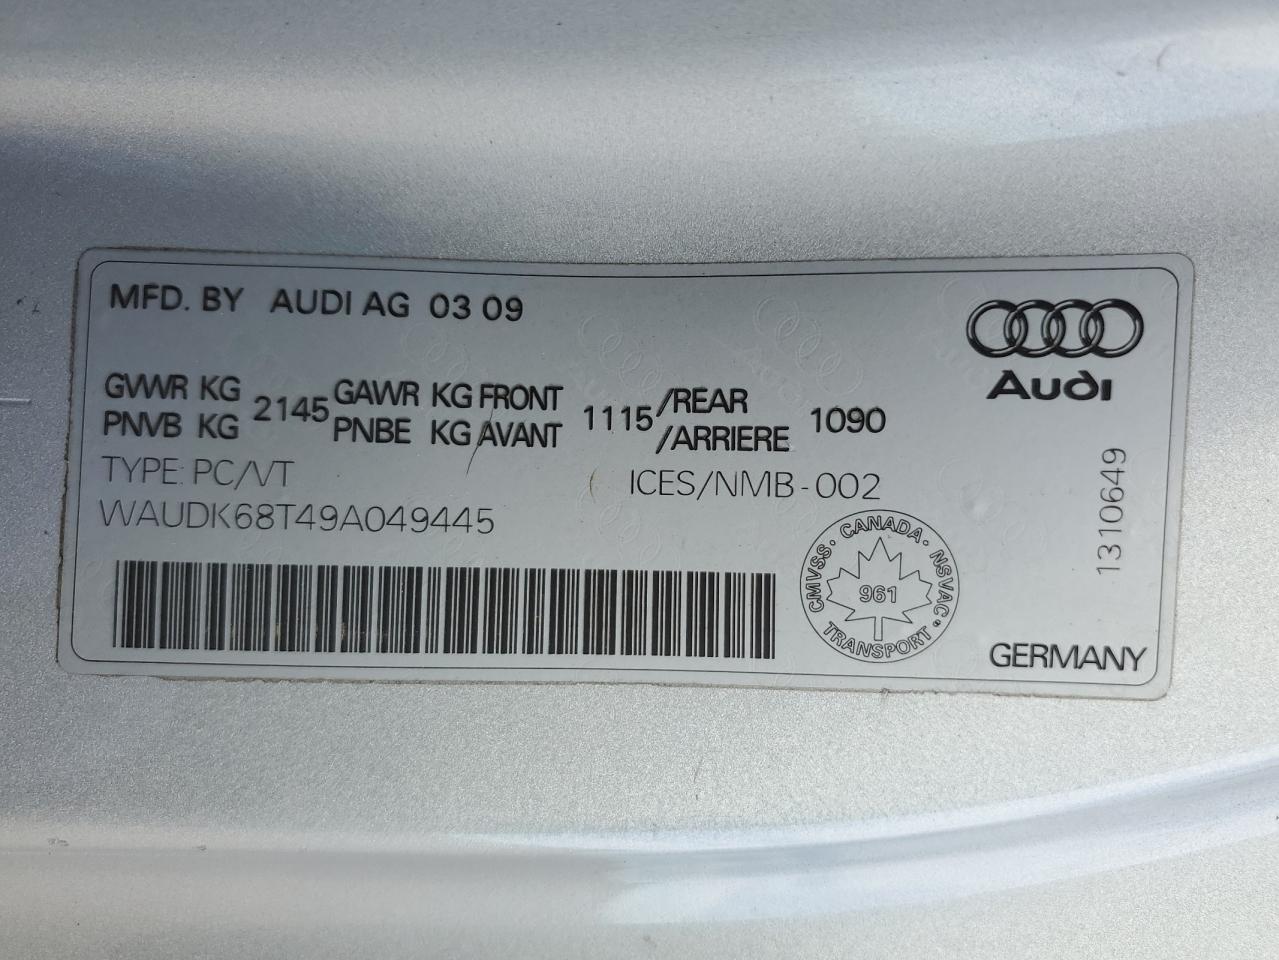 MFD. BY AUDI AG 03 09
Audi
GVWR KG 2145 GAWR KG FRONT 1115 /REAR 1090
PNVB KG PNBE KG AVANT /ARRIERE
TYPE: PC/VT ICES/NMB-002
WAUDK68T49A049445
CMVSS · CANADA · NSVAC ·
961
TRANSPORT
1310649
GERMANY